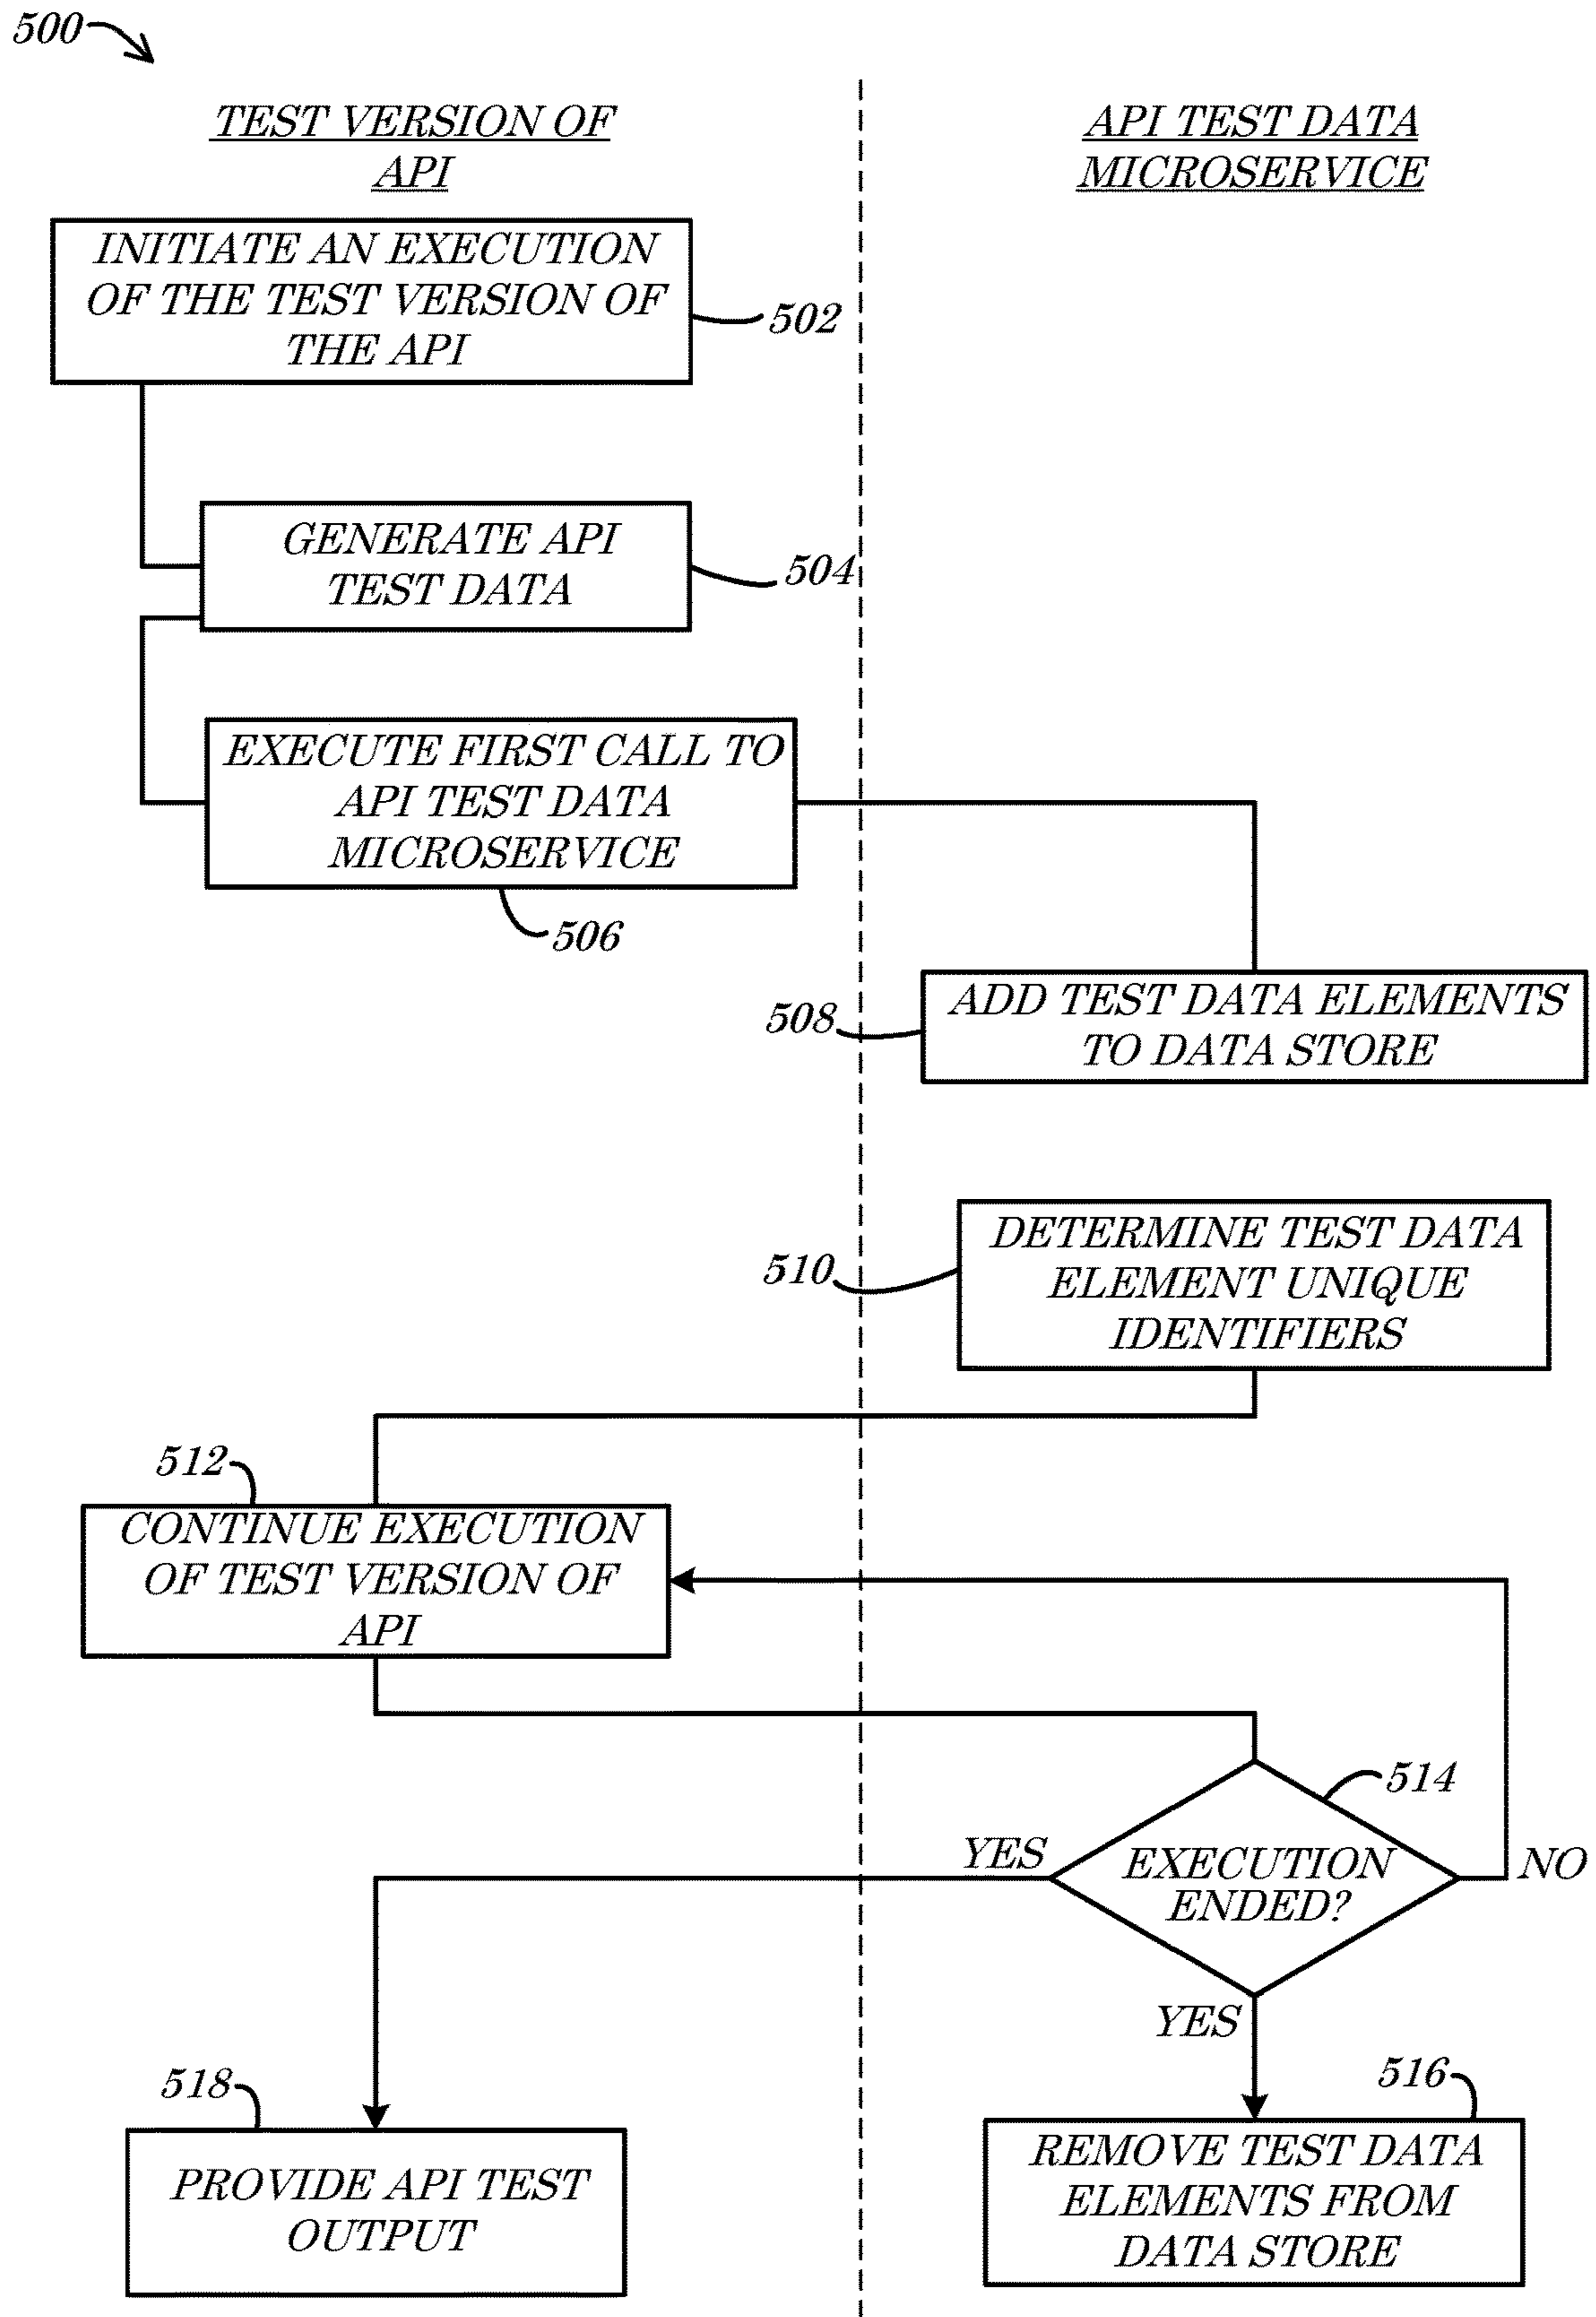 500
TEST VERSION OF
API
API TEST DATA
MICROSERVICE
INITIATE AN EXECUTION
OF THE TEST VERSION OF
THE API
502
GENERATE API
TEST DATA
504
EXECUTE FIRST CALL TO
API TEST DATA
MICROSERVICE
506
508
ADD TEST DATA ELEMENTS
TO DATA STORE
510
DETERMINE TEST DATA
ELEMENT UNIQUE
IDENTIFIERS
512
CONTINUE EXECUTION
OF TEST VERSION OF
API
514
EXECUTION
ENDED?
YES
NO
YES
518
PROVIDE API TEST
OUTPUT
516
REMOVE TEST DATA
ELEMENTS FROM
DATA STORE